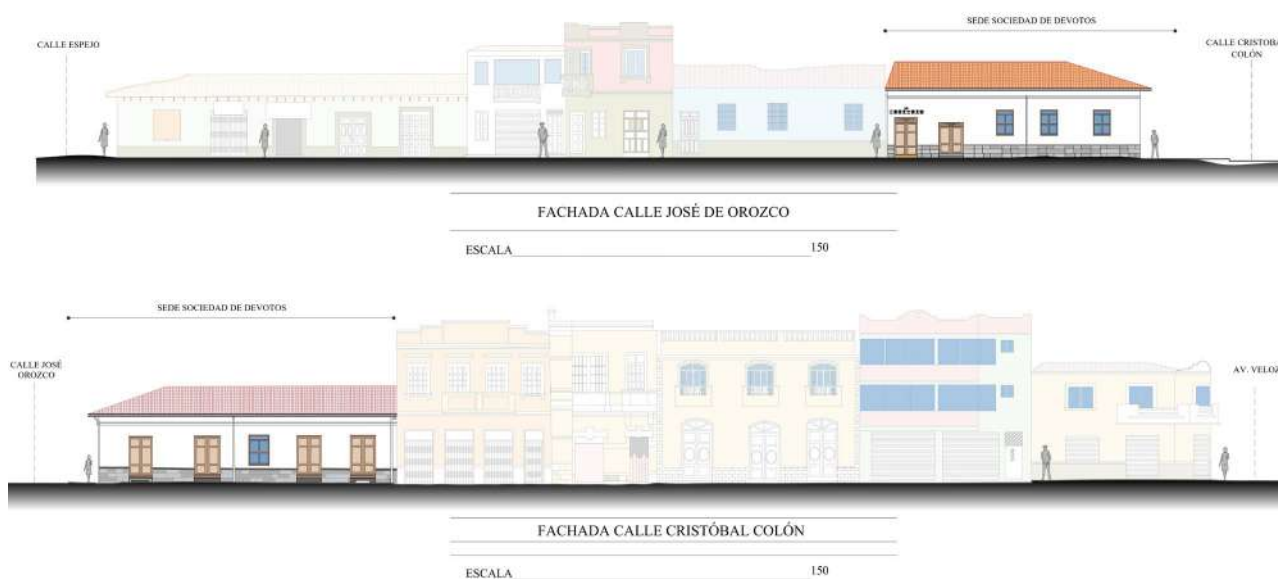 SEDE SOCIEDAD DE DEVOTOS
CALLE ESPEJO
CALLE CRISTOBA
COLÓN
FACHADA CALLE JOSÉ DE OROZCO
ESCALA 150
SEDE SOCIEDAD DE DEVOTOS
CALLE JOSÉ
OROZCO
AV. VELOZ
FACHADA CALLE CRISTÓBAL COLÓN
ESCALA 150